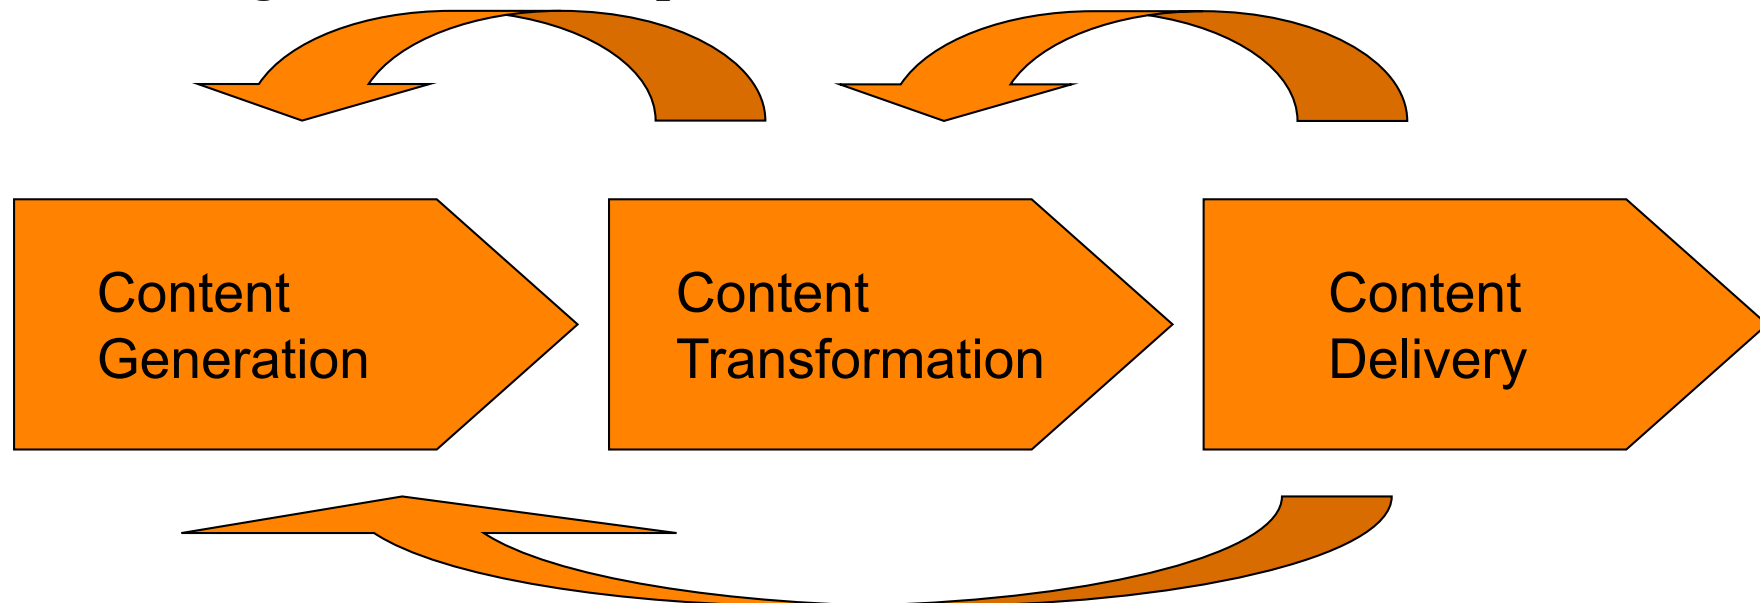 Content
Generation
Content
Transformation
Content
Delivery